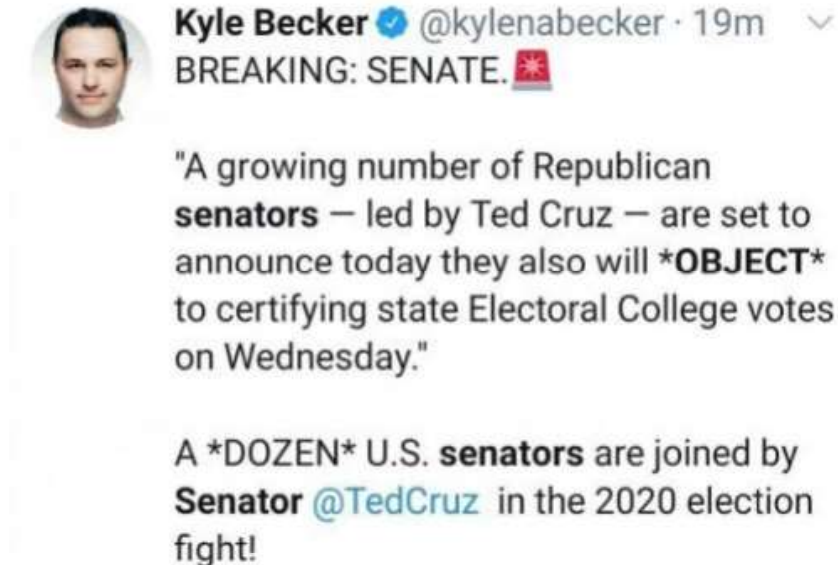 Kyle Becker @kylenabecker · 19m
BREAKING: SENATE.🚨
"A growing number of Republican
senators — led by Ted Cruz — are set to
announce today they also will *OBJECT*
to certifying state Electoral College votes
on Wednesday."
A *DOZEN* U.S. senators are joined by
Senator @TedCruz in the 2020 election
fight!